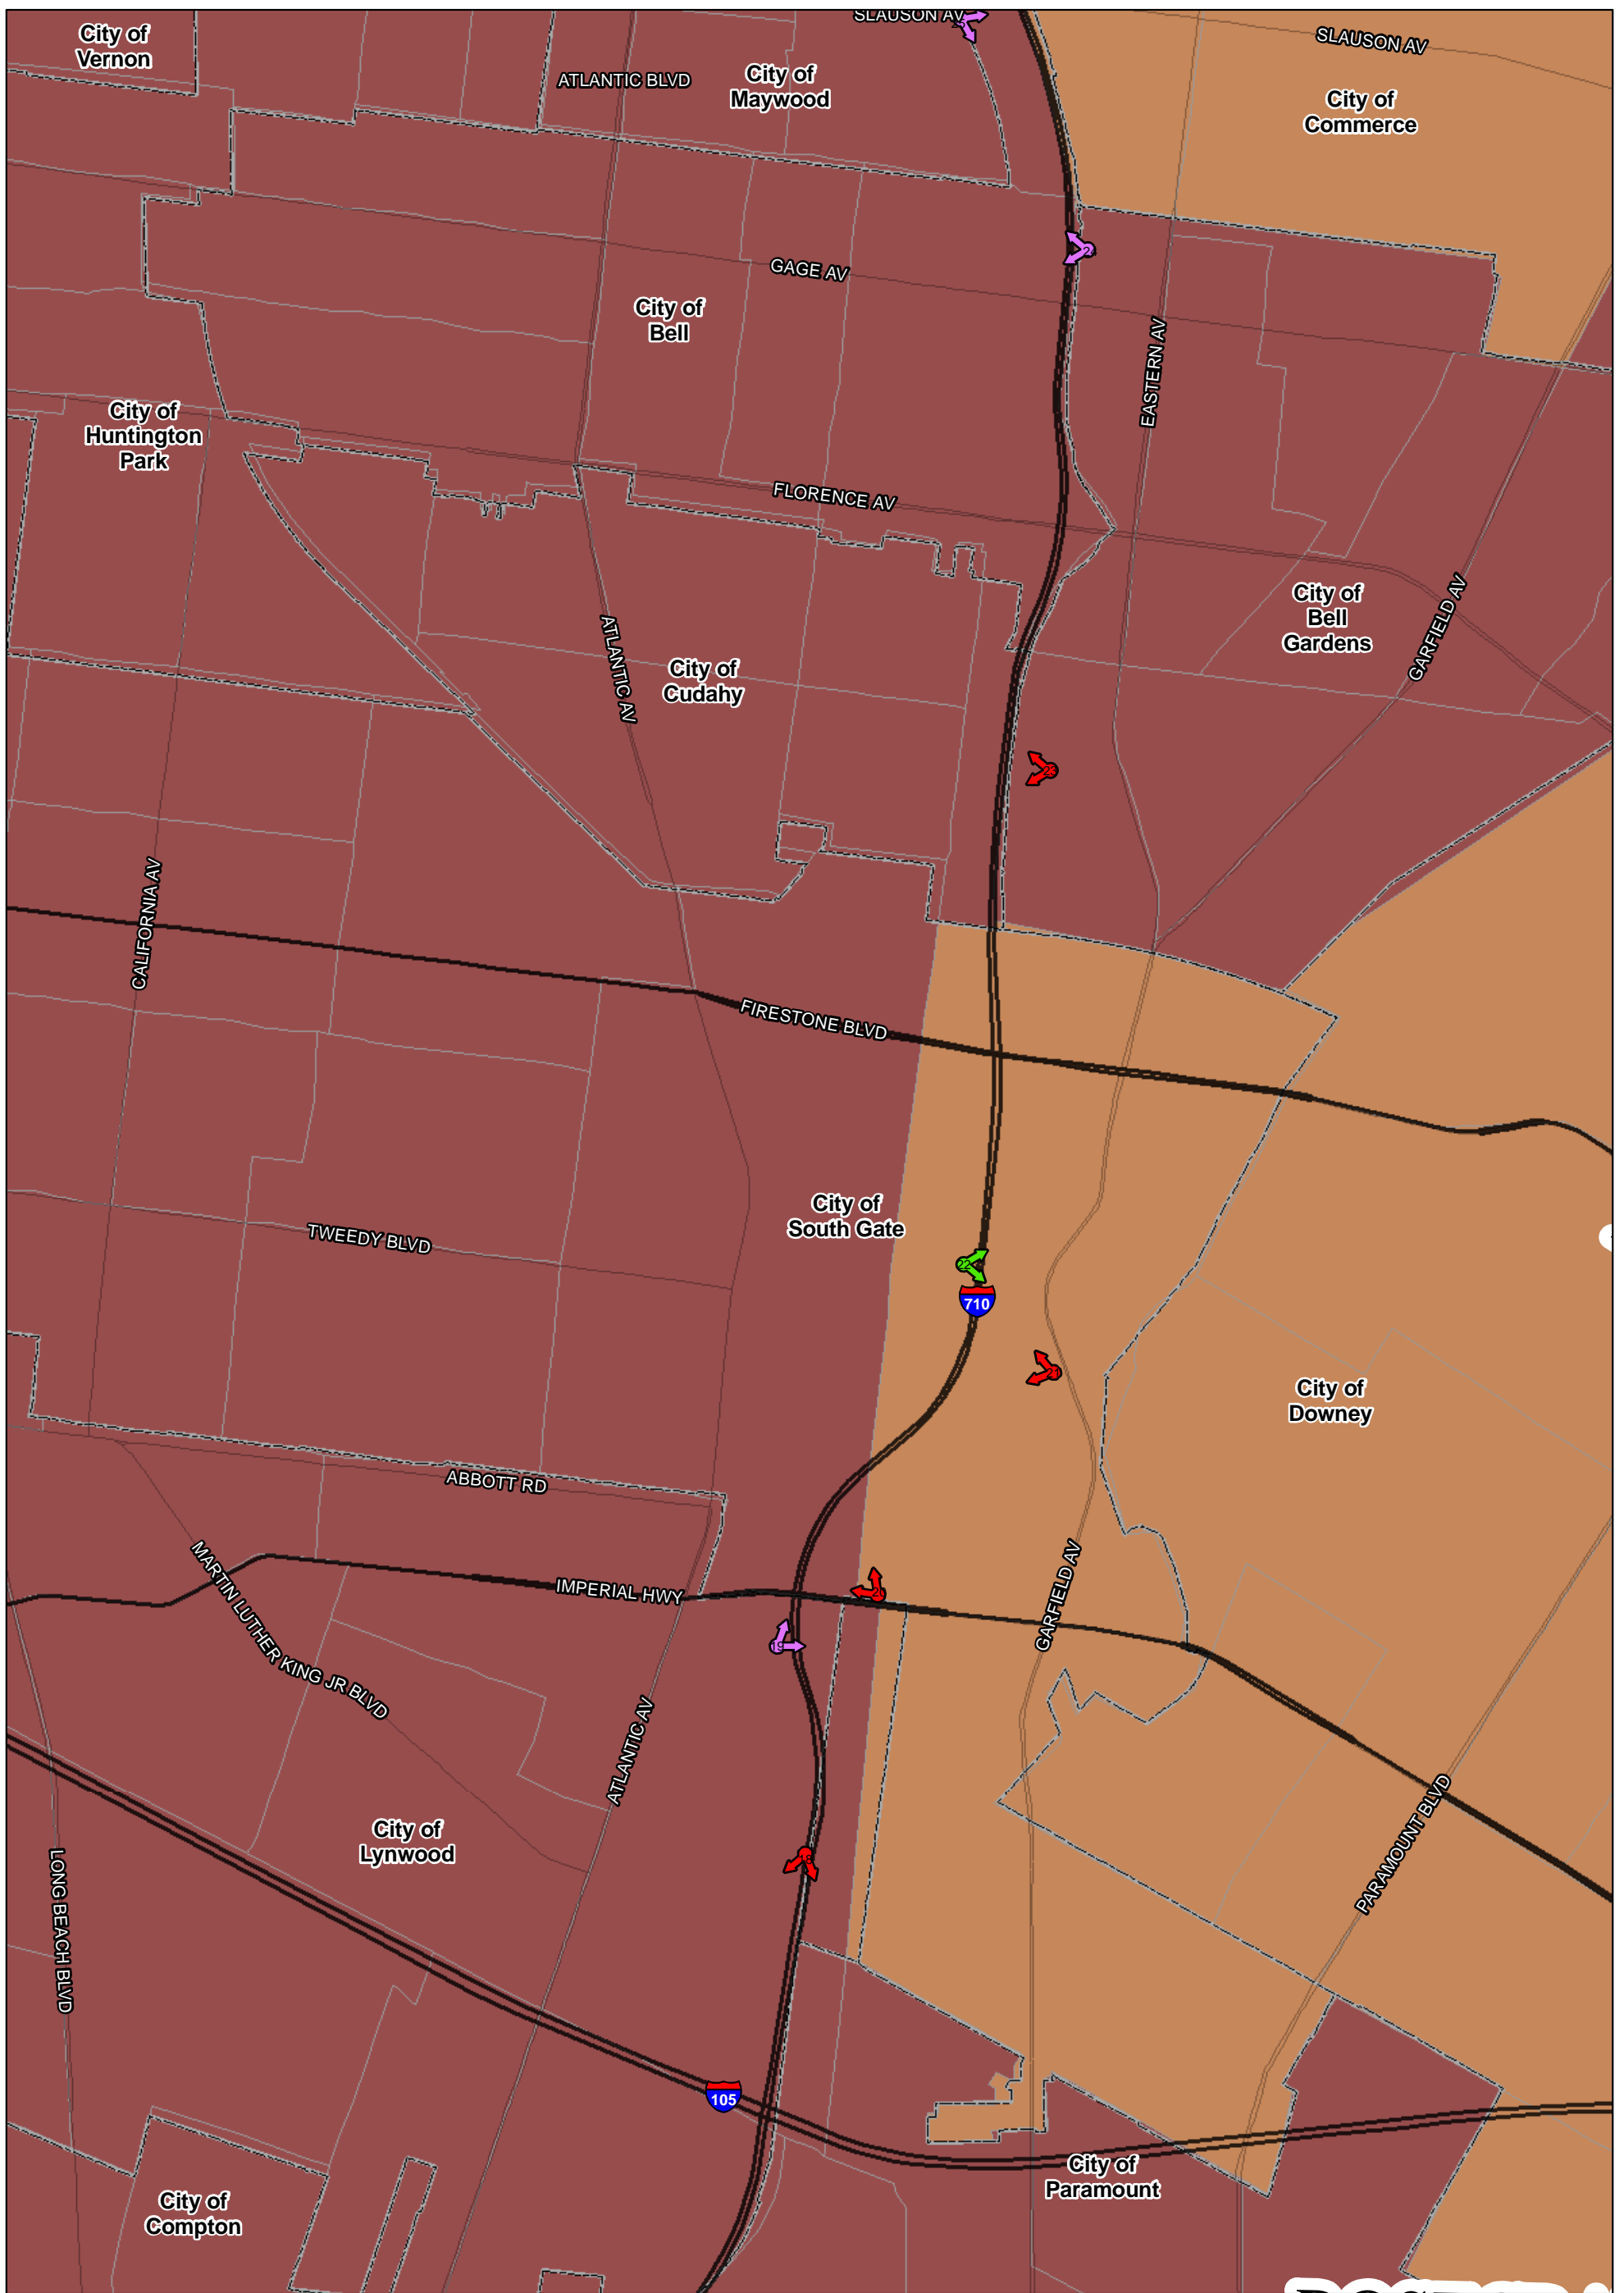 SLAUSON AV
City of
Vernon
SLAUSON AV
ATLANTIC BLVD
City of
Maywood
City of
Commerce
GAGE AV
City of
Bell
EASTERN AV
City of
Huntington
Park
FLORENCE AV
City of
Bell
Gardens
GARFIELD AV
ATLANTIC AV
City of
Cudahy
CALIFORNIA AV
FIRESTONE BLVD
City of
South Gate
TWEEDY BLVD
22
710
City of
Downey
ABBOTT RD
IMPERIAL HWY
MARTIN LUTHER KING JR BLVD
GARFIELD AV
19
ATLANTIC AV
PARAMOUNT BLVD
City of
Lynwood
18
LONG BEACH BLVD
105
City of
Paramount
City of
Compton